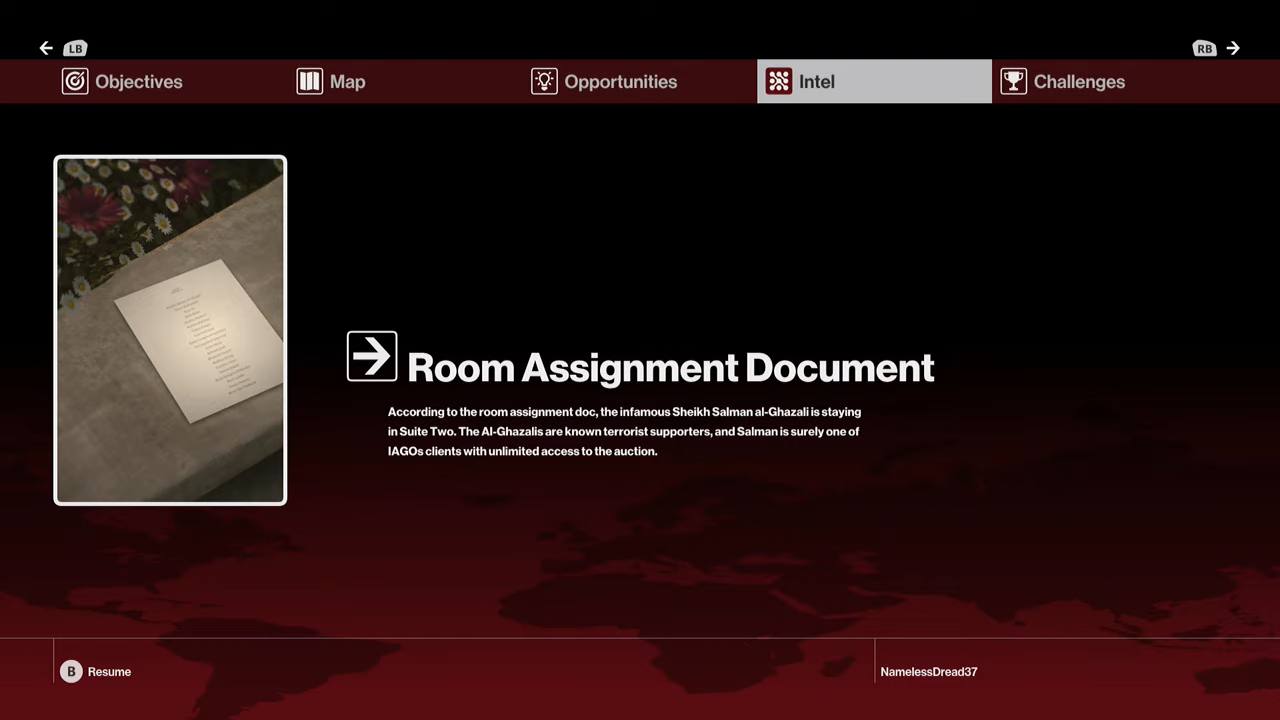 LB
RB
Objectives
Map
Opportunities
Intel
Challenges
Room Assignment Document
According to the room assignment doc, the infamous Sheikh Salman al-Ghazali is staying
in Suite Two. The Al-Ghazalis are known terrorist supporters, and Salman is surely one of
IAGOs clients with unlimited access to the auction.
B Resume
NamelessDread37